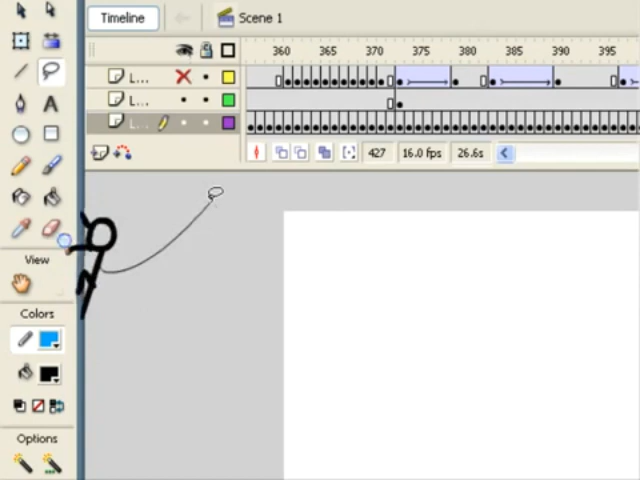 Timeline
Scene 1
360 365 370 375 380 385 390 395
L...
L...
L...
427 16.0 fps 26.6s
View
Colors
Options